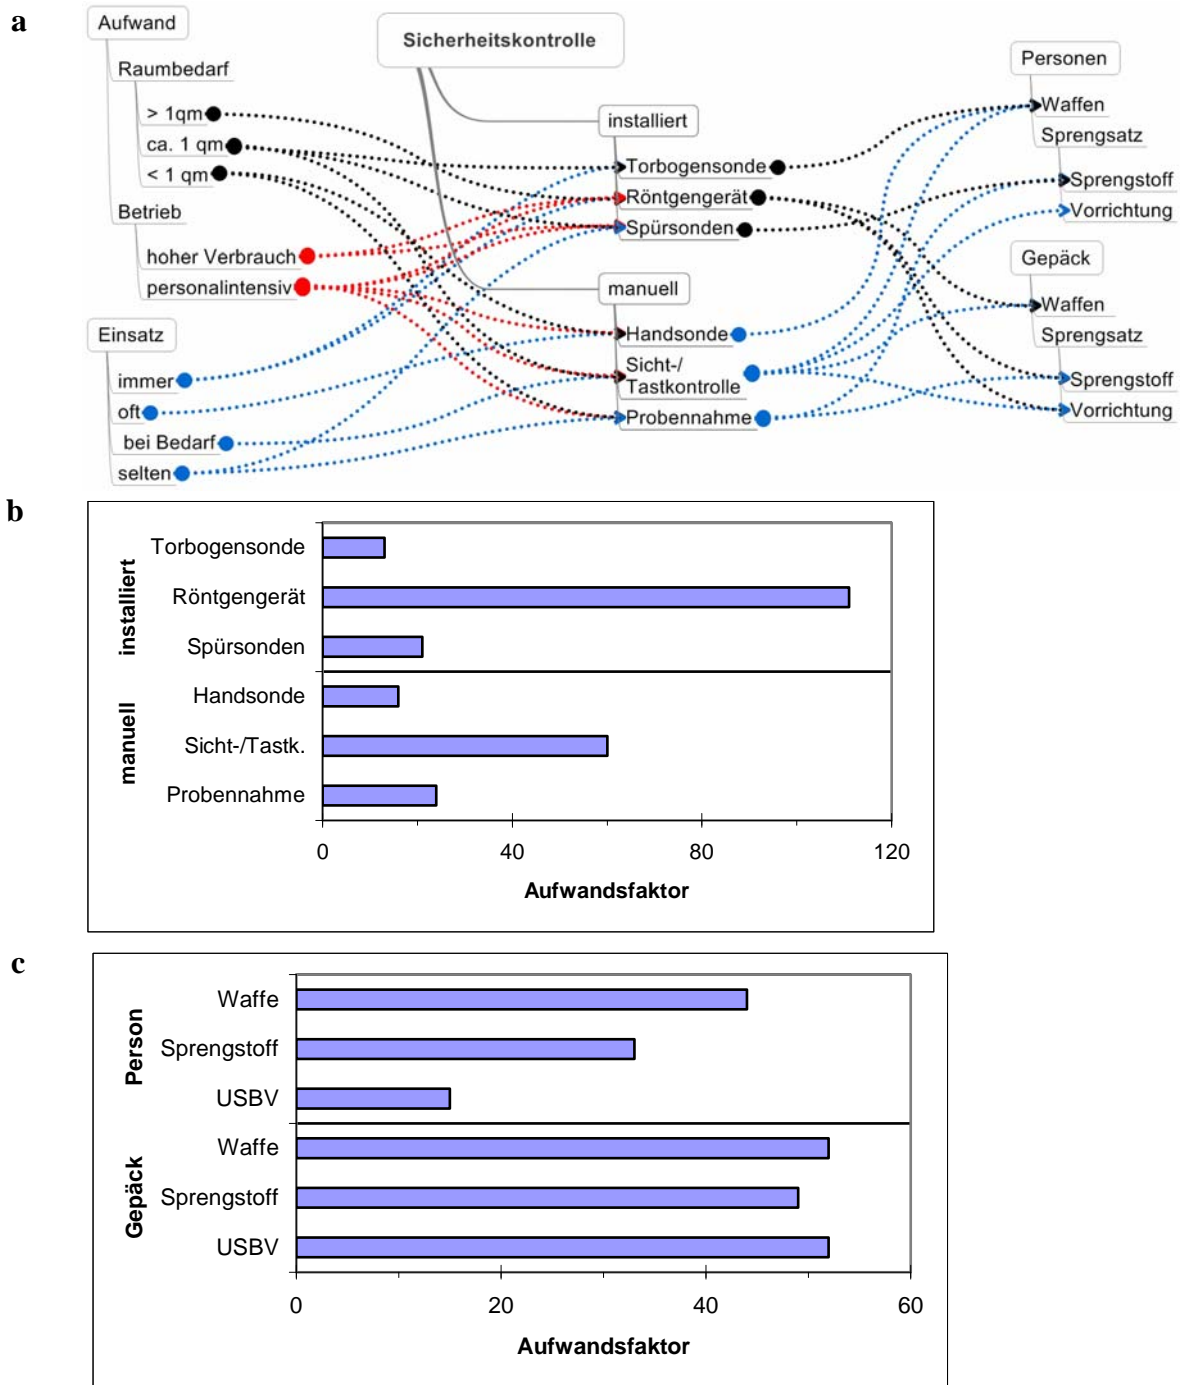 a
Aufwand
Raumbedarf
> 1qm
ca. 1 qm
< 1 qm
Betrieb
hoher Verbrauch
personalintensiv
Einsatz
immer
oft
bei Bedarf
selten
Sicherheitskontrolle
installiert
Torbogensonde
Röntgengerät
Spürsonden
manuell
Handsonde
Sicht-/
Tastkontrolle
Probennahme
Personen
Waffen
Sprengsatz
Sprengstoff
Vorrichtung
Gepäck
Waffen
Sprengsatz
Sprengstoff
Vorrichtung
b
installiert
Torbogensonde
Röntgengerät
Spürsonden
manuell
Handsonde
Sicht-/Tastk.
Probennahme
0 40 80 120
Aufwandsfaktor
c
Person
Waffe
Sprengstoff
USBV
Gepäck
Waffe
Sprengstoff
USBV
0 20 40 60
Aufwandsfaktor